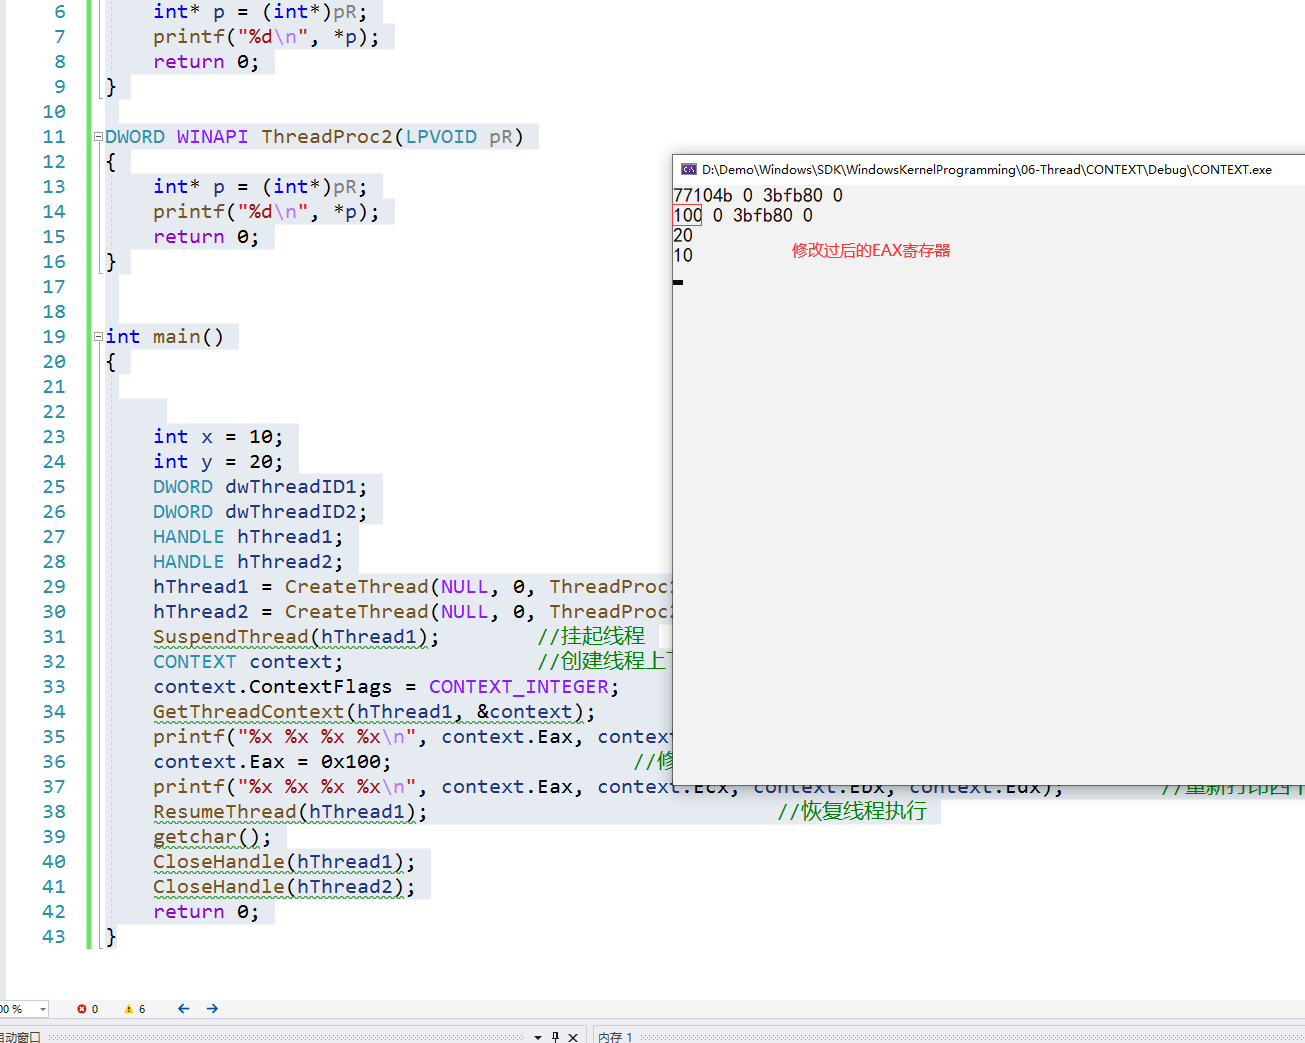 6 int* p = (int*)pR;
7 printf("%d\n", *p);
8 return 0;
9 }
10
11 DWORD WINAPI ThreadProc2(LPVOID pR)
12 {
13 int* p = (int*)pR;
14 printf("%d\n", *p);
15 return 0;
16 }
17
18
19 int main()
20 {
21
22
23 int x = 10;
24 int y = 20;
25 DWORD dwThreadID1;
26 DWORD dwThreadID2;
27 HANDLE hThread1;
28 HANDLE hThread2;
29 hThread1 = CreateThread(NULL, 0, ThreadProc
30 hThread2 = CreateThread(NULL, 0, ThreadProc
31 SuspendThread(hThread1); //挂起线程
32 CONTEXT context; //创建线程上
33 context.ContextFlags = CONTEXT_INTEGER;
34 GetThreadContext(hThread1, &context);
35 printf("%x %x %x %x\n", context.Eax, contex
36 context.Eax = 0x100; //修
37 printf("%x %x %x %x\n", context.Eax, context.Ecx, context.Ebx, context.Edx); //重新打印四个
38 ResumeThread(hThread1); //恢复线程执行
39 getchar();
40 CloseHandle(hThread1);
41 CloseHandle(hThread2);
42 return 0;
43 }
D:\Demo\Windows\SDK\WindowsKernelProgramming\06-Thread\CONTEXT\Debug\CONTEXT.exe
77104b 0 3bfb80 0
100 0 3bfb80 0
20
10
修改过后的EAX寄存器
00 % 0 6
自动窗口
内存 1